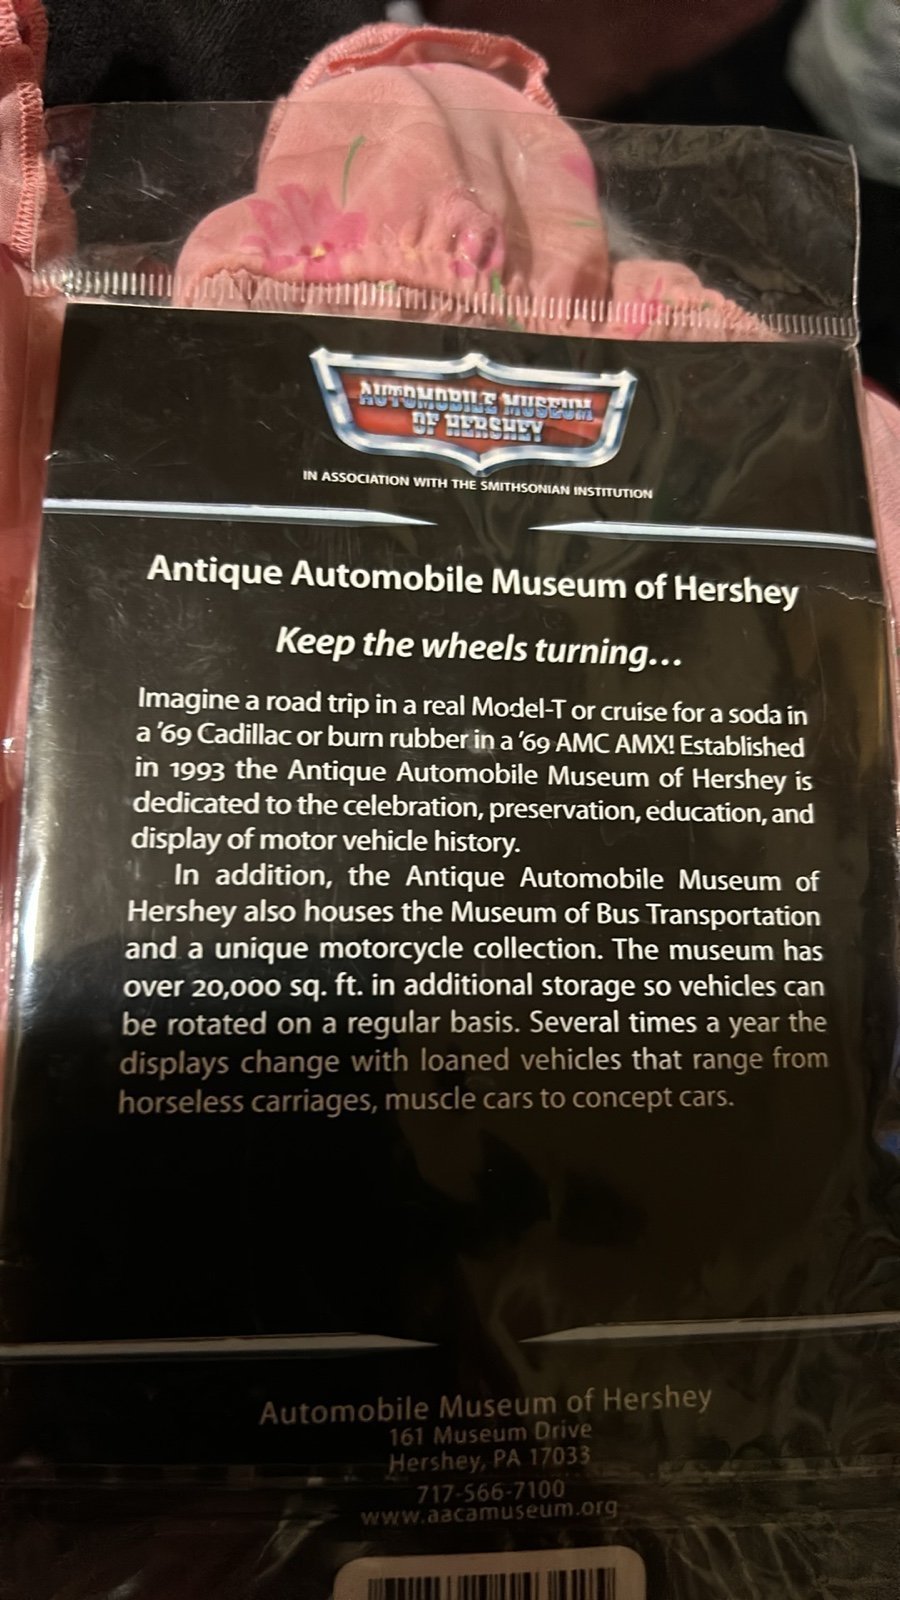 AUTOMOBILE MUSEUM
OF HERSHEY
IN ASSOCIATION WITH THE SMITHSONIAN INSTITUTION
Antique Automobile Museum of Hershey
Keep the wheels turning...
Imagine a road trip in a real Model-T or cruise for a soda in
a '69 Cadillac or burn rubber in a '69 AMC AMX! Established
in 1993 the Antique Automobile Museum of Hershey is
dedicated to the celebration, preservation, education, and
display of motor vehicle history.
In addition, the Antique Automobile Museum of
Hershey also houses the Museum of Bus Transportation
and a unique motorcycle collection. The museum has
over 20,000 sq. ft. in additional storage so vehicles can
be rotated on a regular basis. Several times a year the
displays change with loaned vehicles that range from
horseless carriages, muscle cars to concept cars.
Automobile Museum of Hershey
161 Museum Drive
Hershey, PA 17033
717-566-7100
www.aacamuseum.org